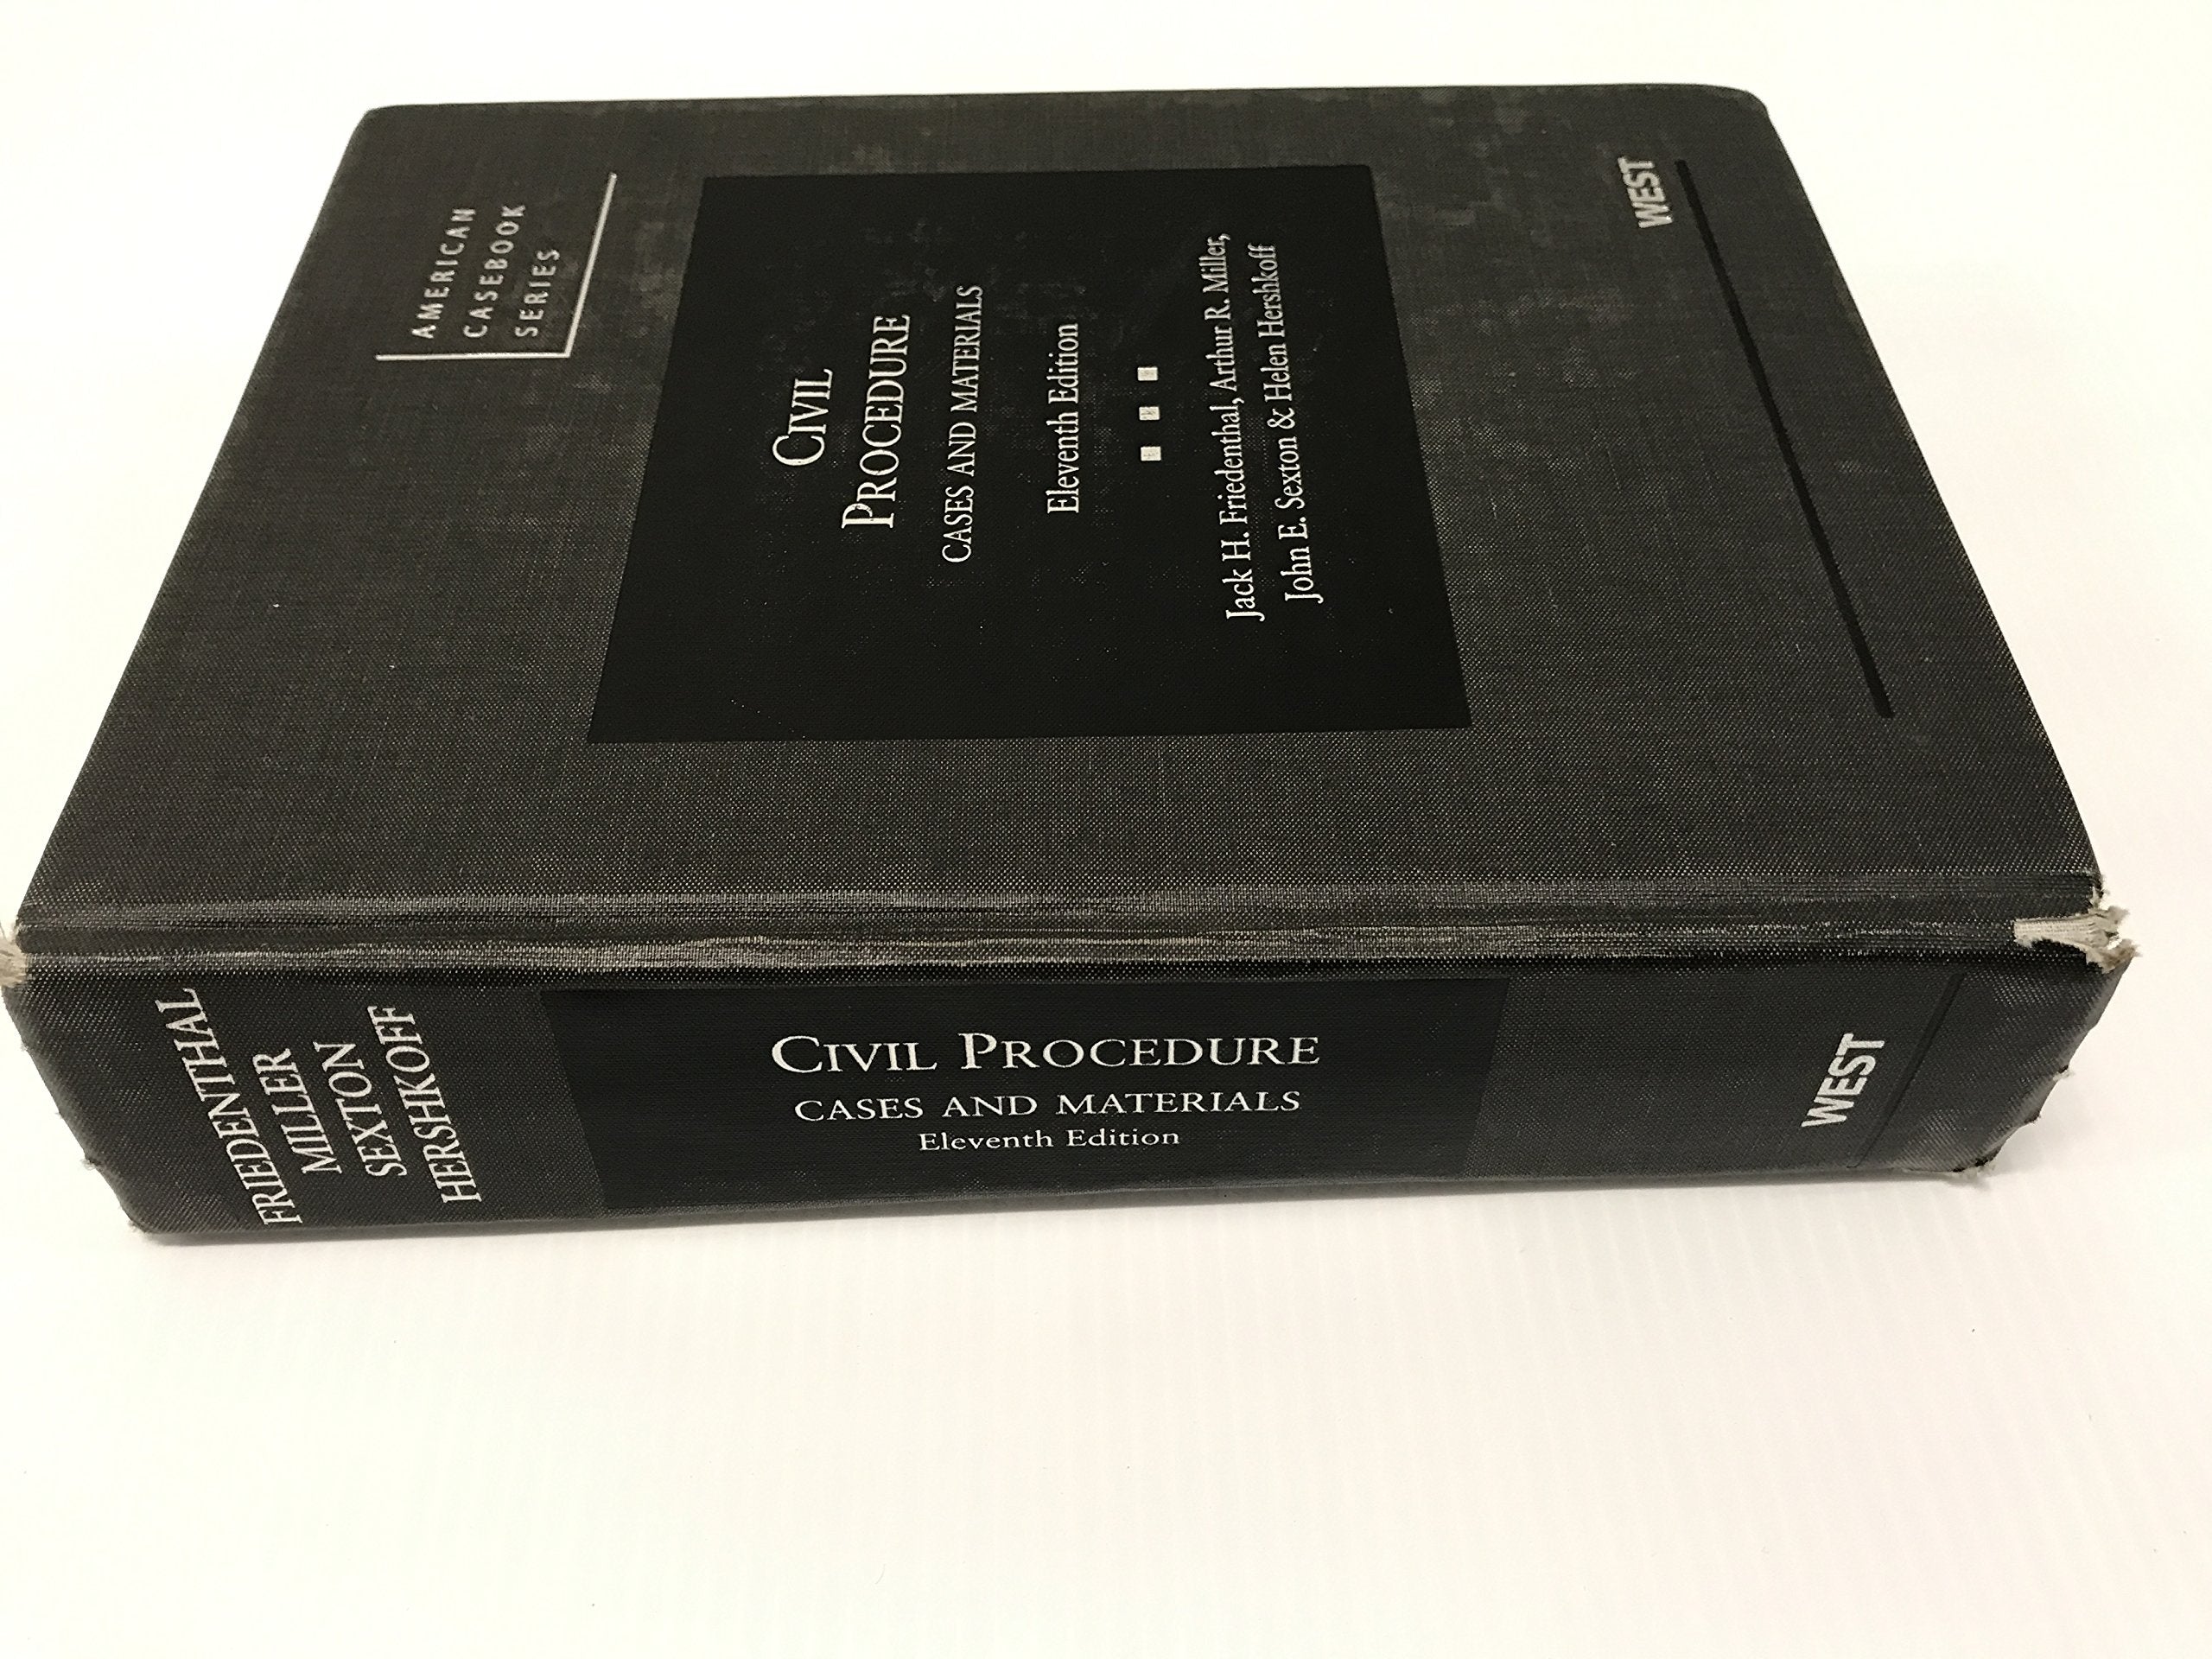 AMERICAN
CASEBOOK
SERIES
CIVIL
PROCEDURE
CASES AND MATERIALS
Eleventh Edition
Jack H. Friedenthal, Arthur R. Miller,
John E. Sexton & Helen Hershkoff
WEST
FRIEDENTHAL
MILLER
SEXTON
HERSHKOFF
CIVIL PROCEDURE
CASES AND MATERIALS
Eleventh Edition
WEST